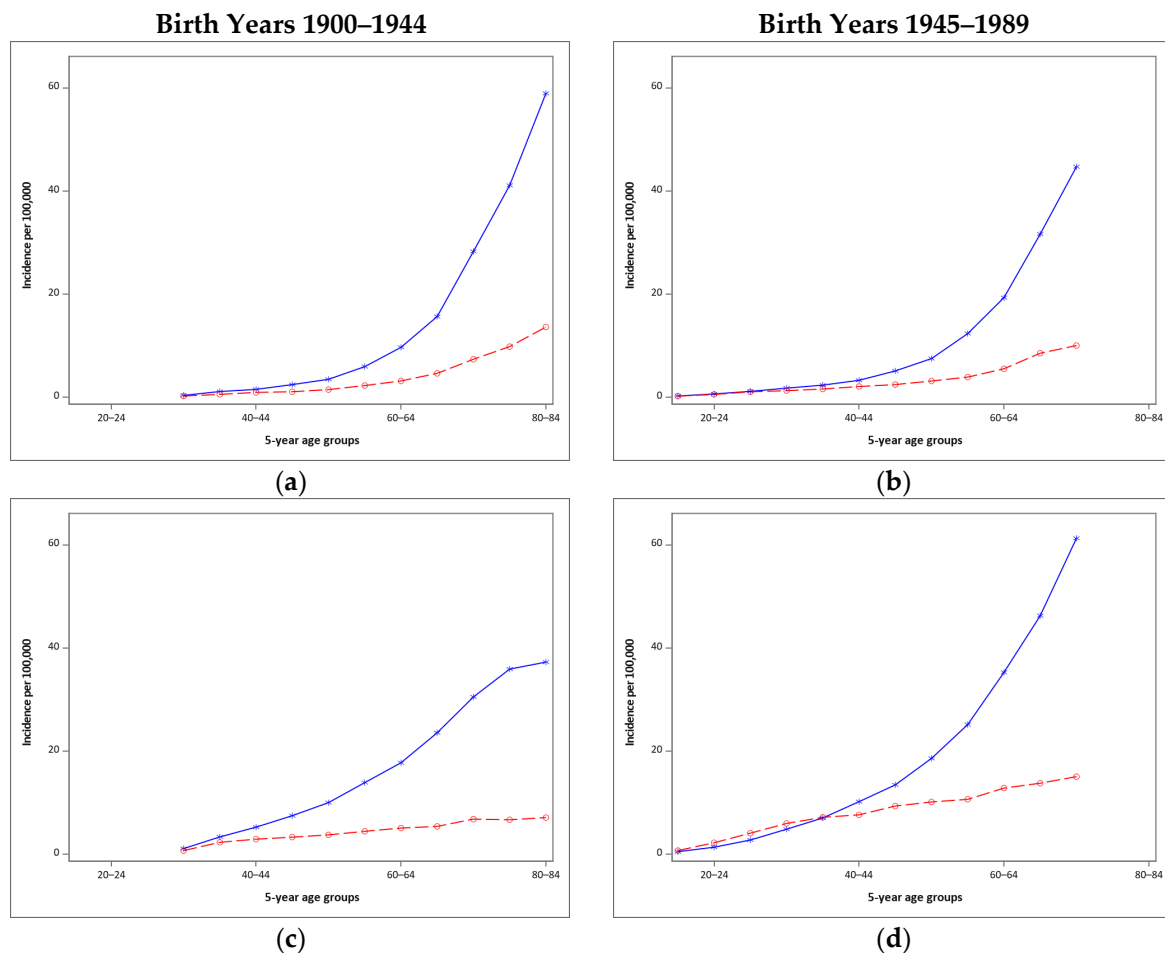 Birth Years 1900–1944
Birth Years 1945–1989
60
40
20
0
Incidence per 100,000
20–24
40–44
60–64
80–84
5-year age groups
(a)
60
40
20
0
Incidence per 100,000
20–24
40–44
60–64
80–84
5-year age groups
(b)
60
40
20
0
Incidence per 100,000
20–24
40–44
60–64
80–84
5-year age groups
(c)
60
40
20
0
Incidence per 100,000
20–24
40–44
60–64
80–84
5-year age groups
(d)